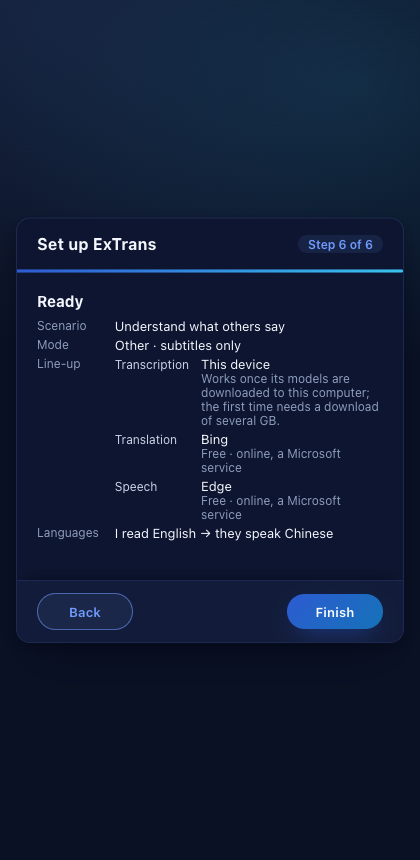 Set up ExTrans
Step 6 of 6
Ready
Scenario Understand what others say
Mode Other · subtitles only
Line-up Transcription This device
Works once its models are
downloaded to this computer;
the first time needs a download
of several GB.
Translation Bing
Free · online, a Microsoft
service
Speech Edge
Free · online, a Microsoft
service
Languages I read English → they speak Chinese
Back
Finish